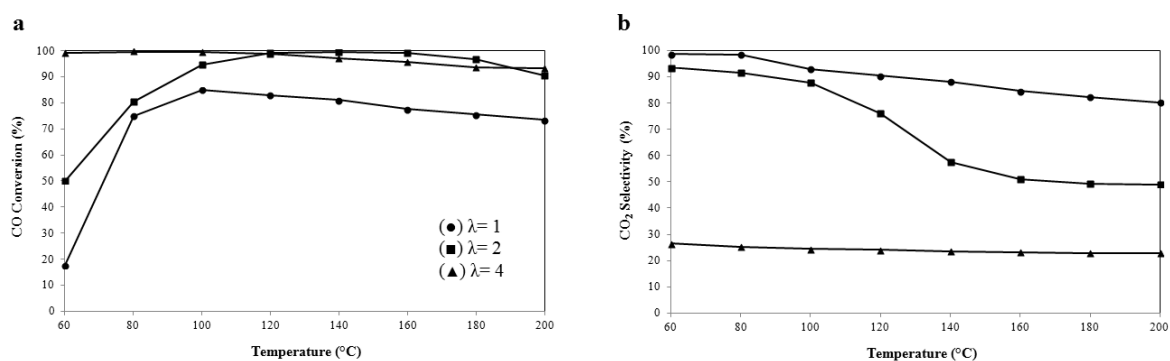 a
CO Conversion (%)
100
90
80
70
60
50
40
30
20
10
0
60 80 100 120 140 160 180 200
Temperature (°C)
(●) λ= 1
(■) λ= 2
(▲) λ= 4
b
CO₂ Selectivity (%)
100
90
80
70
60
50
40
30
20
10
0
60 80 100 120 140 160 180 200
Temperature (°C)